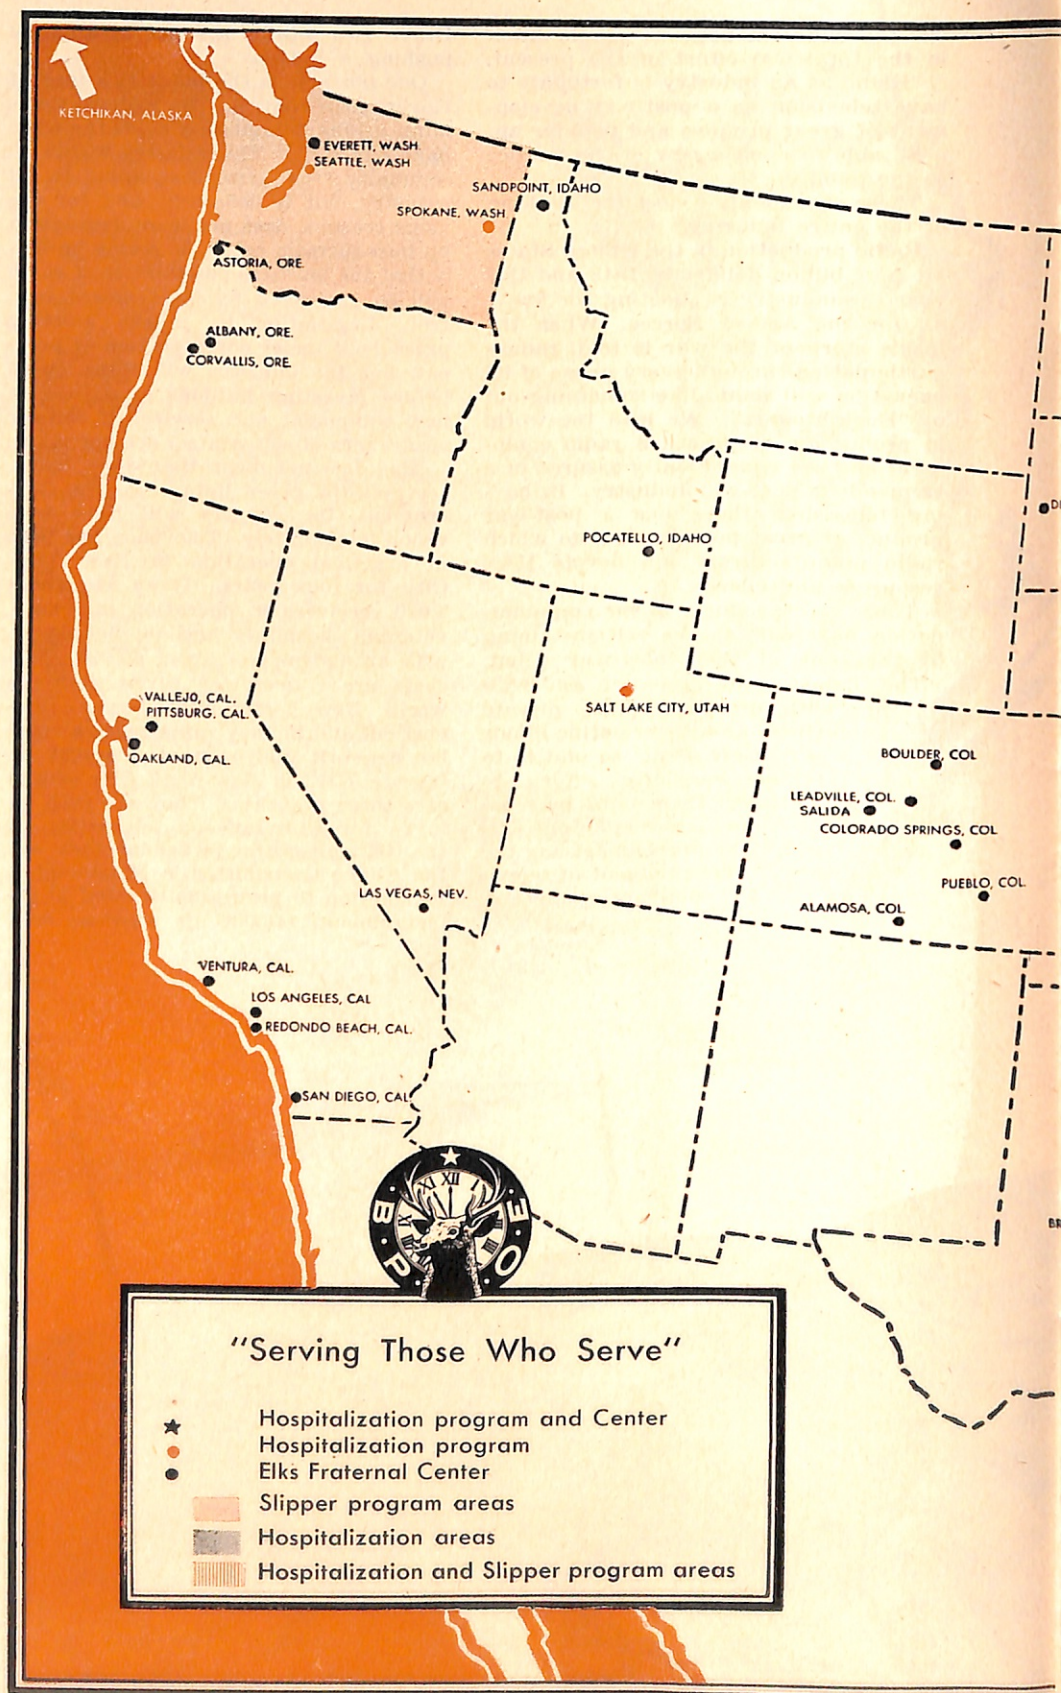 KETCHIKAN, ALASKA
EVERETT, WASH.
SEATTLE, WASH
SANDPOINT, IDAHO
SPOKANE, WASH
ASTORIA, ORE.
ALBANY, ORE.
CORVALLIS, ORE.
POCATELLO, IDAHO
VALLEJO, CAL.
PITTSBURG, CAL.
OAKLAND, CAL.
SALT LAKE CITY, UTAH
BOULDER, COL
LEADVILLE, COL.
SALIDA
COLORADO SPRINGS, COL
PUEBLO, COL.
ALAMOSA, COL.
LAS VEGAS, NEV.
VENTURA, CAL.
LOS ANGELES, CAL
REDONDO BEACH, CAL.
SAN DIEGO, CAL.
XI XII I
B P O E
"Serving Those Who Serve"
Hospitalization program and Center
Hospitalization program
Elks Fraternal Center
Slipper program areas
Hospitalization areas
Hospitalization and Slipper program areas